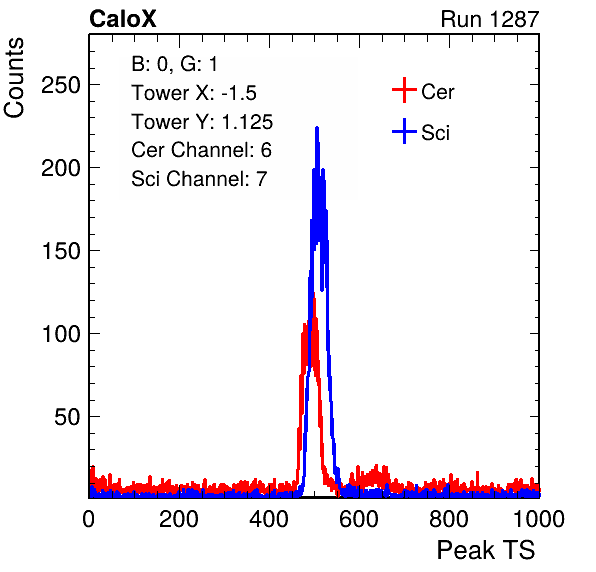 CaloX
Run 1287
Counts
B: 0, G: 1
Tower X: -1.5
Tower Y: 1.125
Cer Channel: 6
Sci Channel: 7
Cer
Sci
250
200
150
100
50
0 200 400 600 800 1000
Peak TS